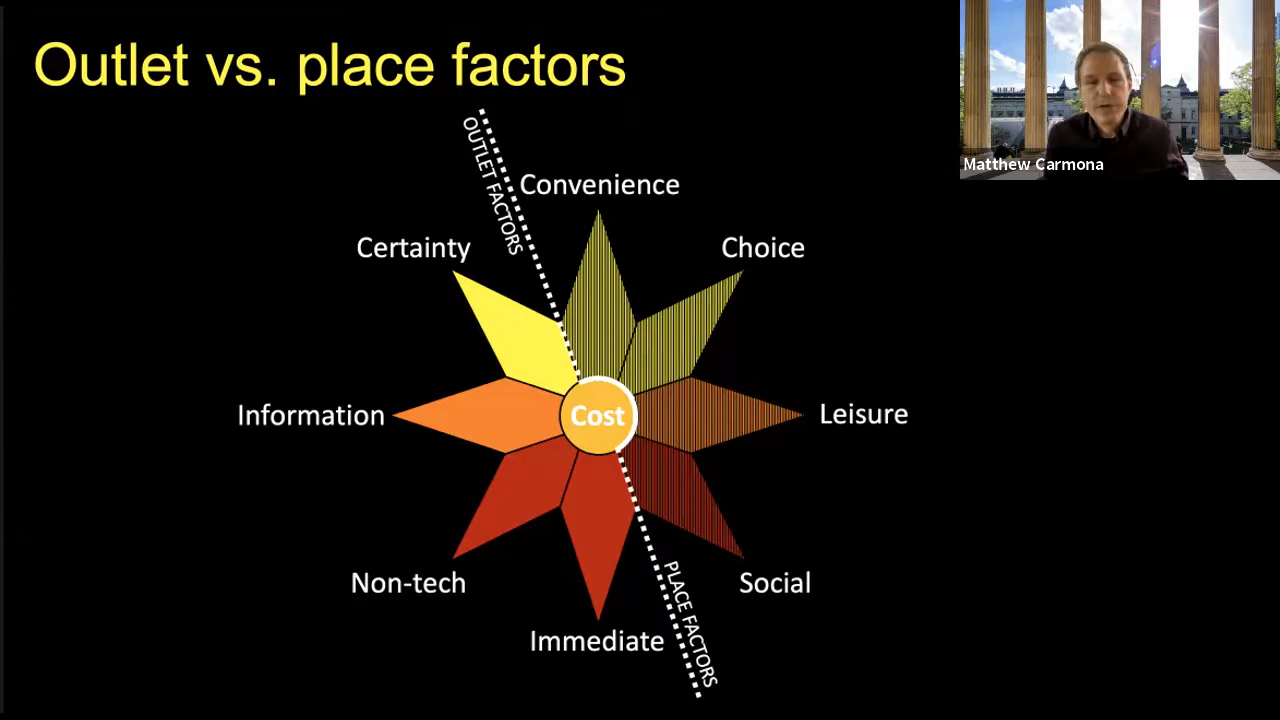 Outlet vs. place factors
Matthew Carmona
OUTLET FACTORS
Convenience
Certainty
Choice
Information
Cost
Leisure
Non-tech
Social
Immediate
PLACE FACTORS